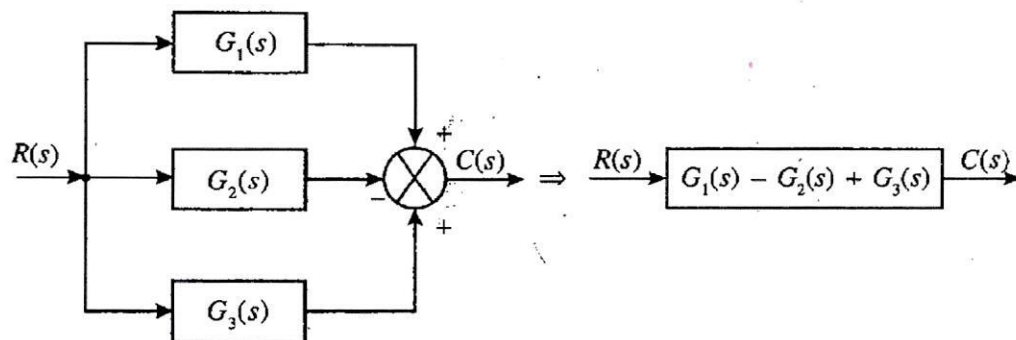 G₁(s)
+
R(s) G₂(s) − C(s) ⇒ R(s) G₁(s) − G₂(s) + G₃(s) C(s)
+
G₃(s)